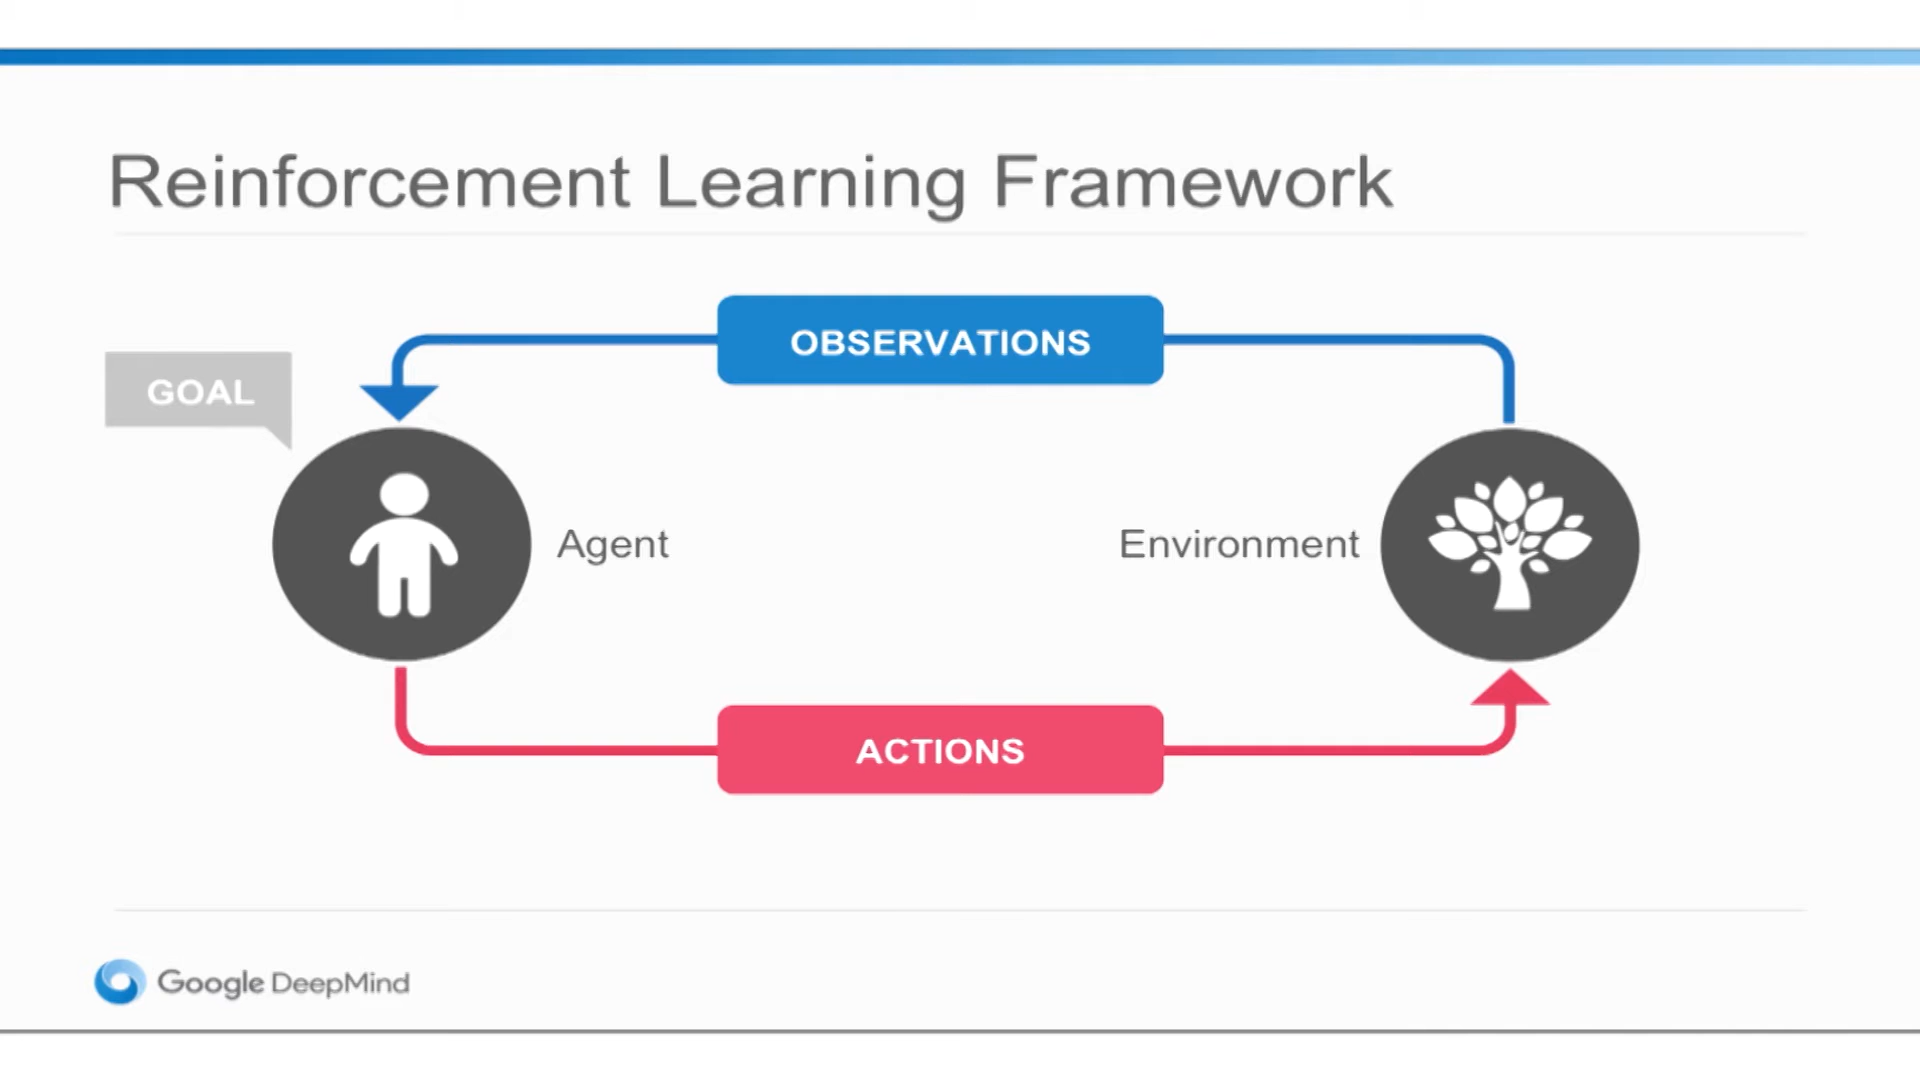 Reinforcement Learning Framework
OBSERVATIONS
GOAL
Agent
Environment
ACTIONS
Google DeepMind